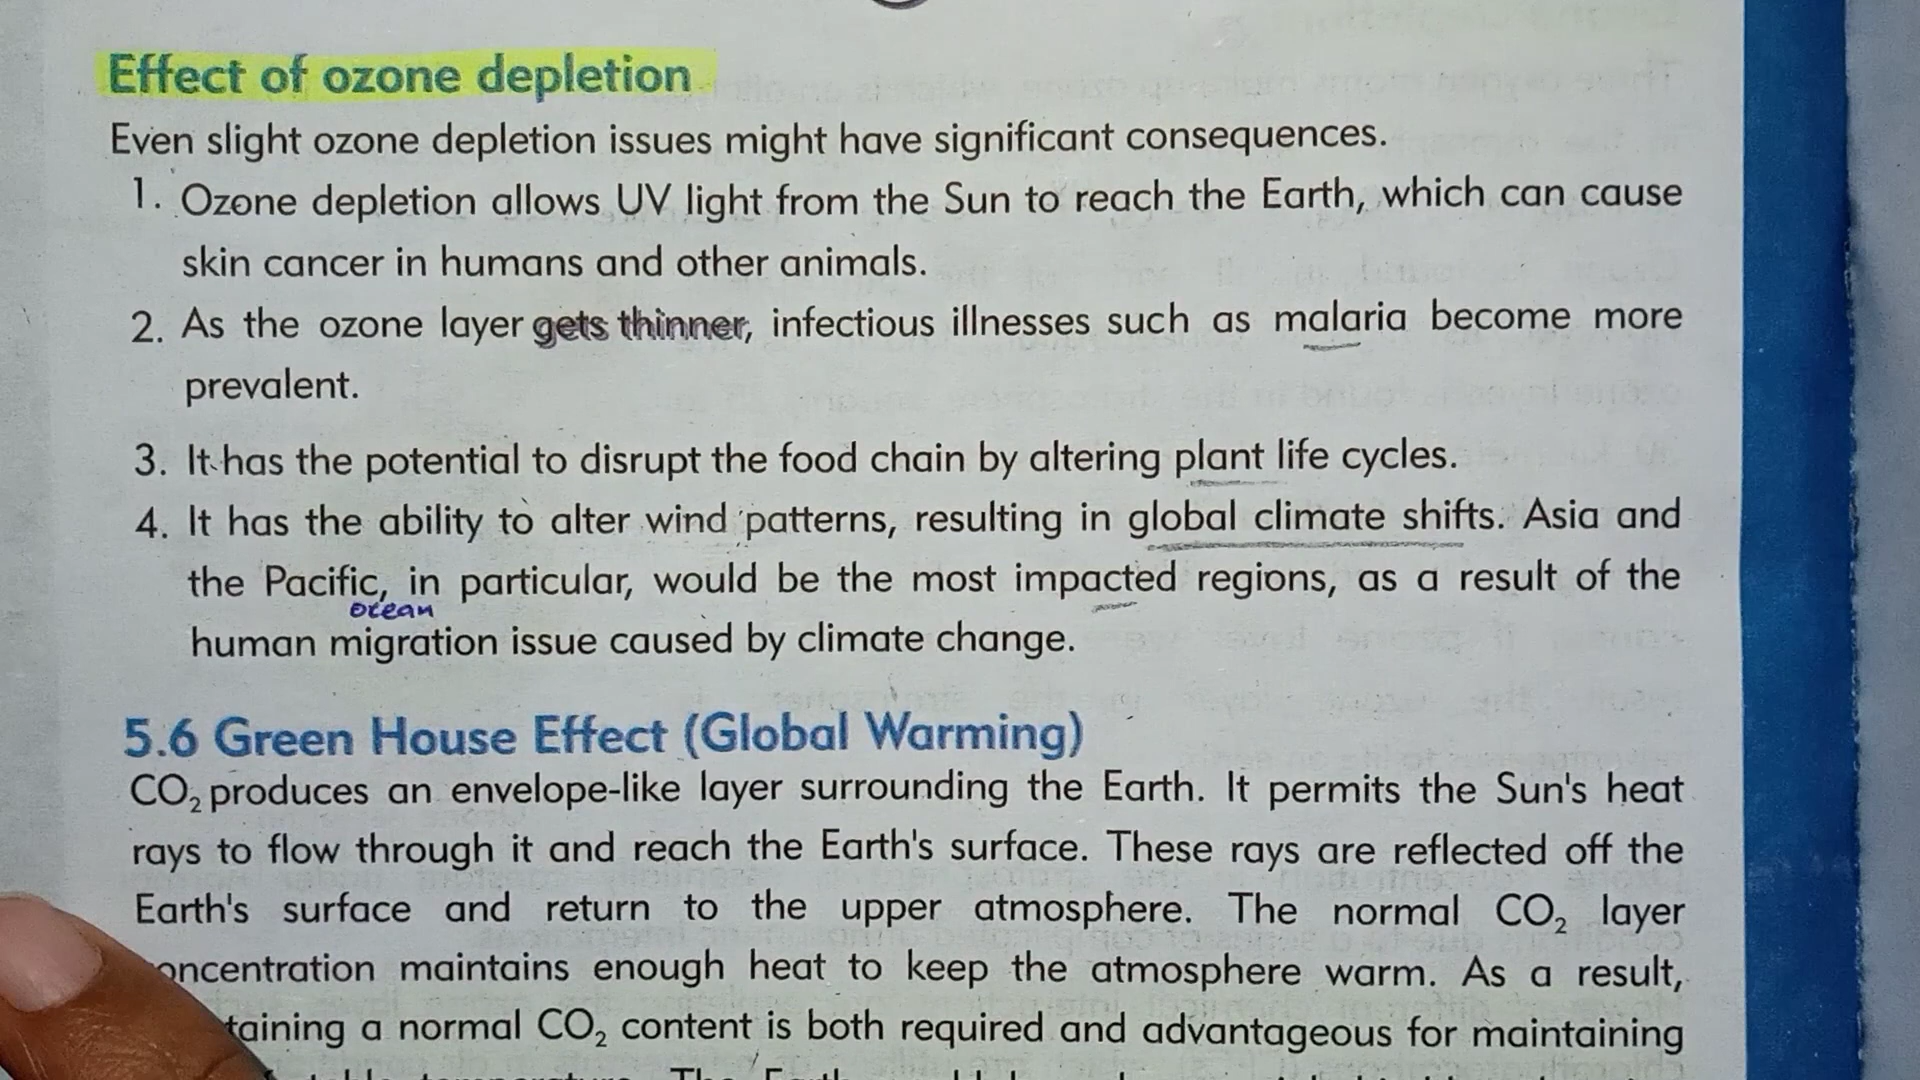 Effect of ozone depletion
Even slight ozone depletion issues might have significant consequences.
1. Ozone depletion allows UV light from the Sun to reach the Earth, which can cause
skin cancer in humans and other animals.
2. As the ozone layer gets thinner, infectious illnesses such as malaria become more
prevalent.
3. It has the potential to disrupt the food chain by altering plant life cycles.
4. It has the ability to alter wind patterns, resulting in global climate shifts. Asia and
the Pacific, in particular, would be the most impacted regions, as a result of the
ocean
human migration issue caused by climate change.
5.6 Green House Effect (Global Warming)
CO₂ produces an envelope-like layer surrounding the Earth. It permits the Sun's heat
rays to flow through it and reach the Earth's surface. These rays are reflected off the
Earth's surface and return to the upper atmosphere. The normal CO₂ layer
oncentration maintains enough heat to keep the atmosphere warm. As a result,
taining a normal CO₂ content is both required and advantageous for maintaining